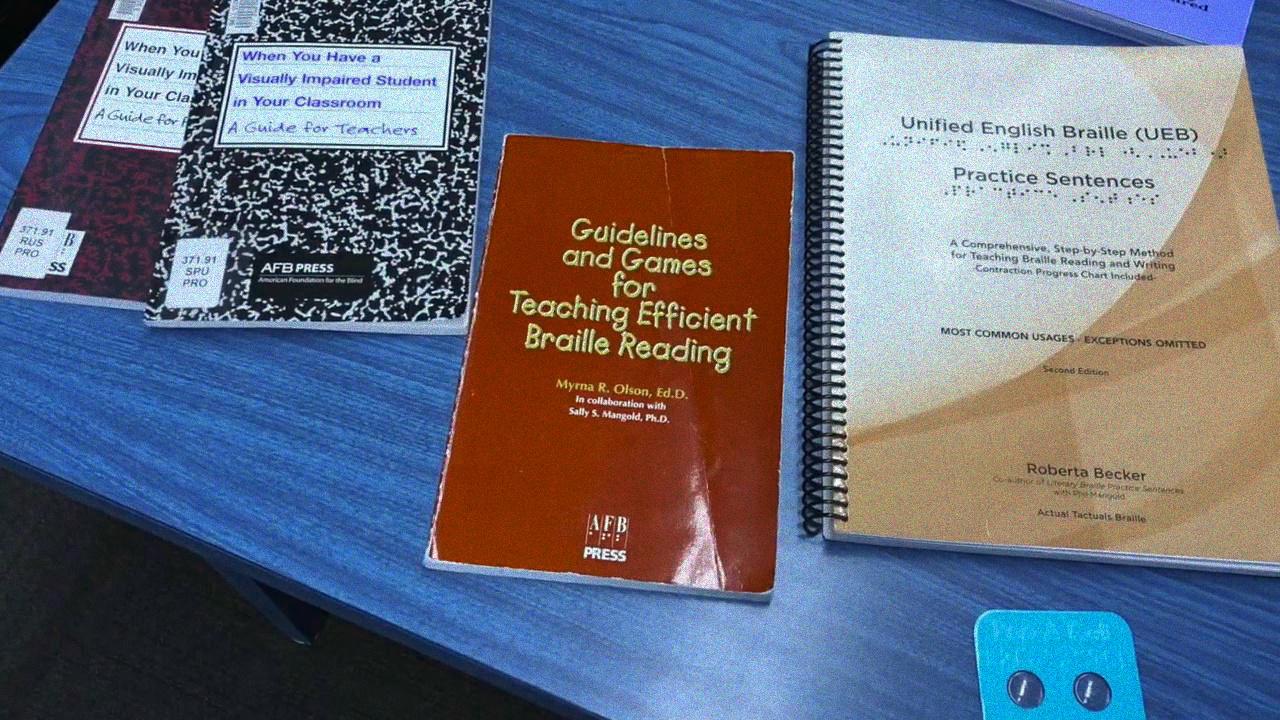 When You
Visually Im
in Your Cla
A Guide for
371.91
RUS
PRO
B
SS
When You Have a
Visually Impaired Student
in Your Classroom
A Guide for Teachers
371.91
SPU
PRO
AFB PRESS
American Foundation for the Blind
Guidelines
and Games
for
Teaching Efficient
Braille Reading
Myrna R. Olson, Ed.D.
In collaboration with
Sally S. Mangold, Ph.D.
AFB
PRESS
Unified English Braille (UEB)
Practice Sentences
A Comprehensive, Step-by-Step Method
for Teaching Braille Reading and Writing
Contraction Progress Chart Included
MOST COMMON USAGES - EXCEPTIONS OMITTED
Second Edition
Roberta Becker
Co-author of Literary Braille Practice Sentences
with Phil Mangold
Actual Tactuals Braille